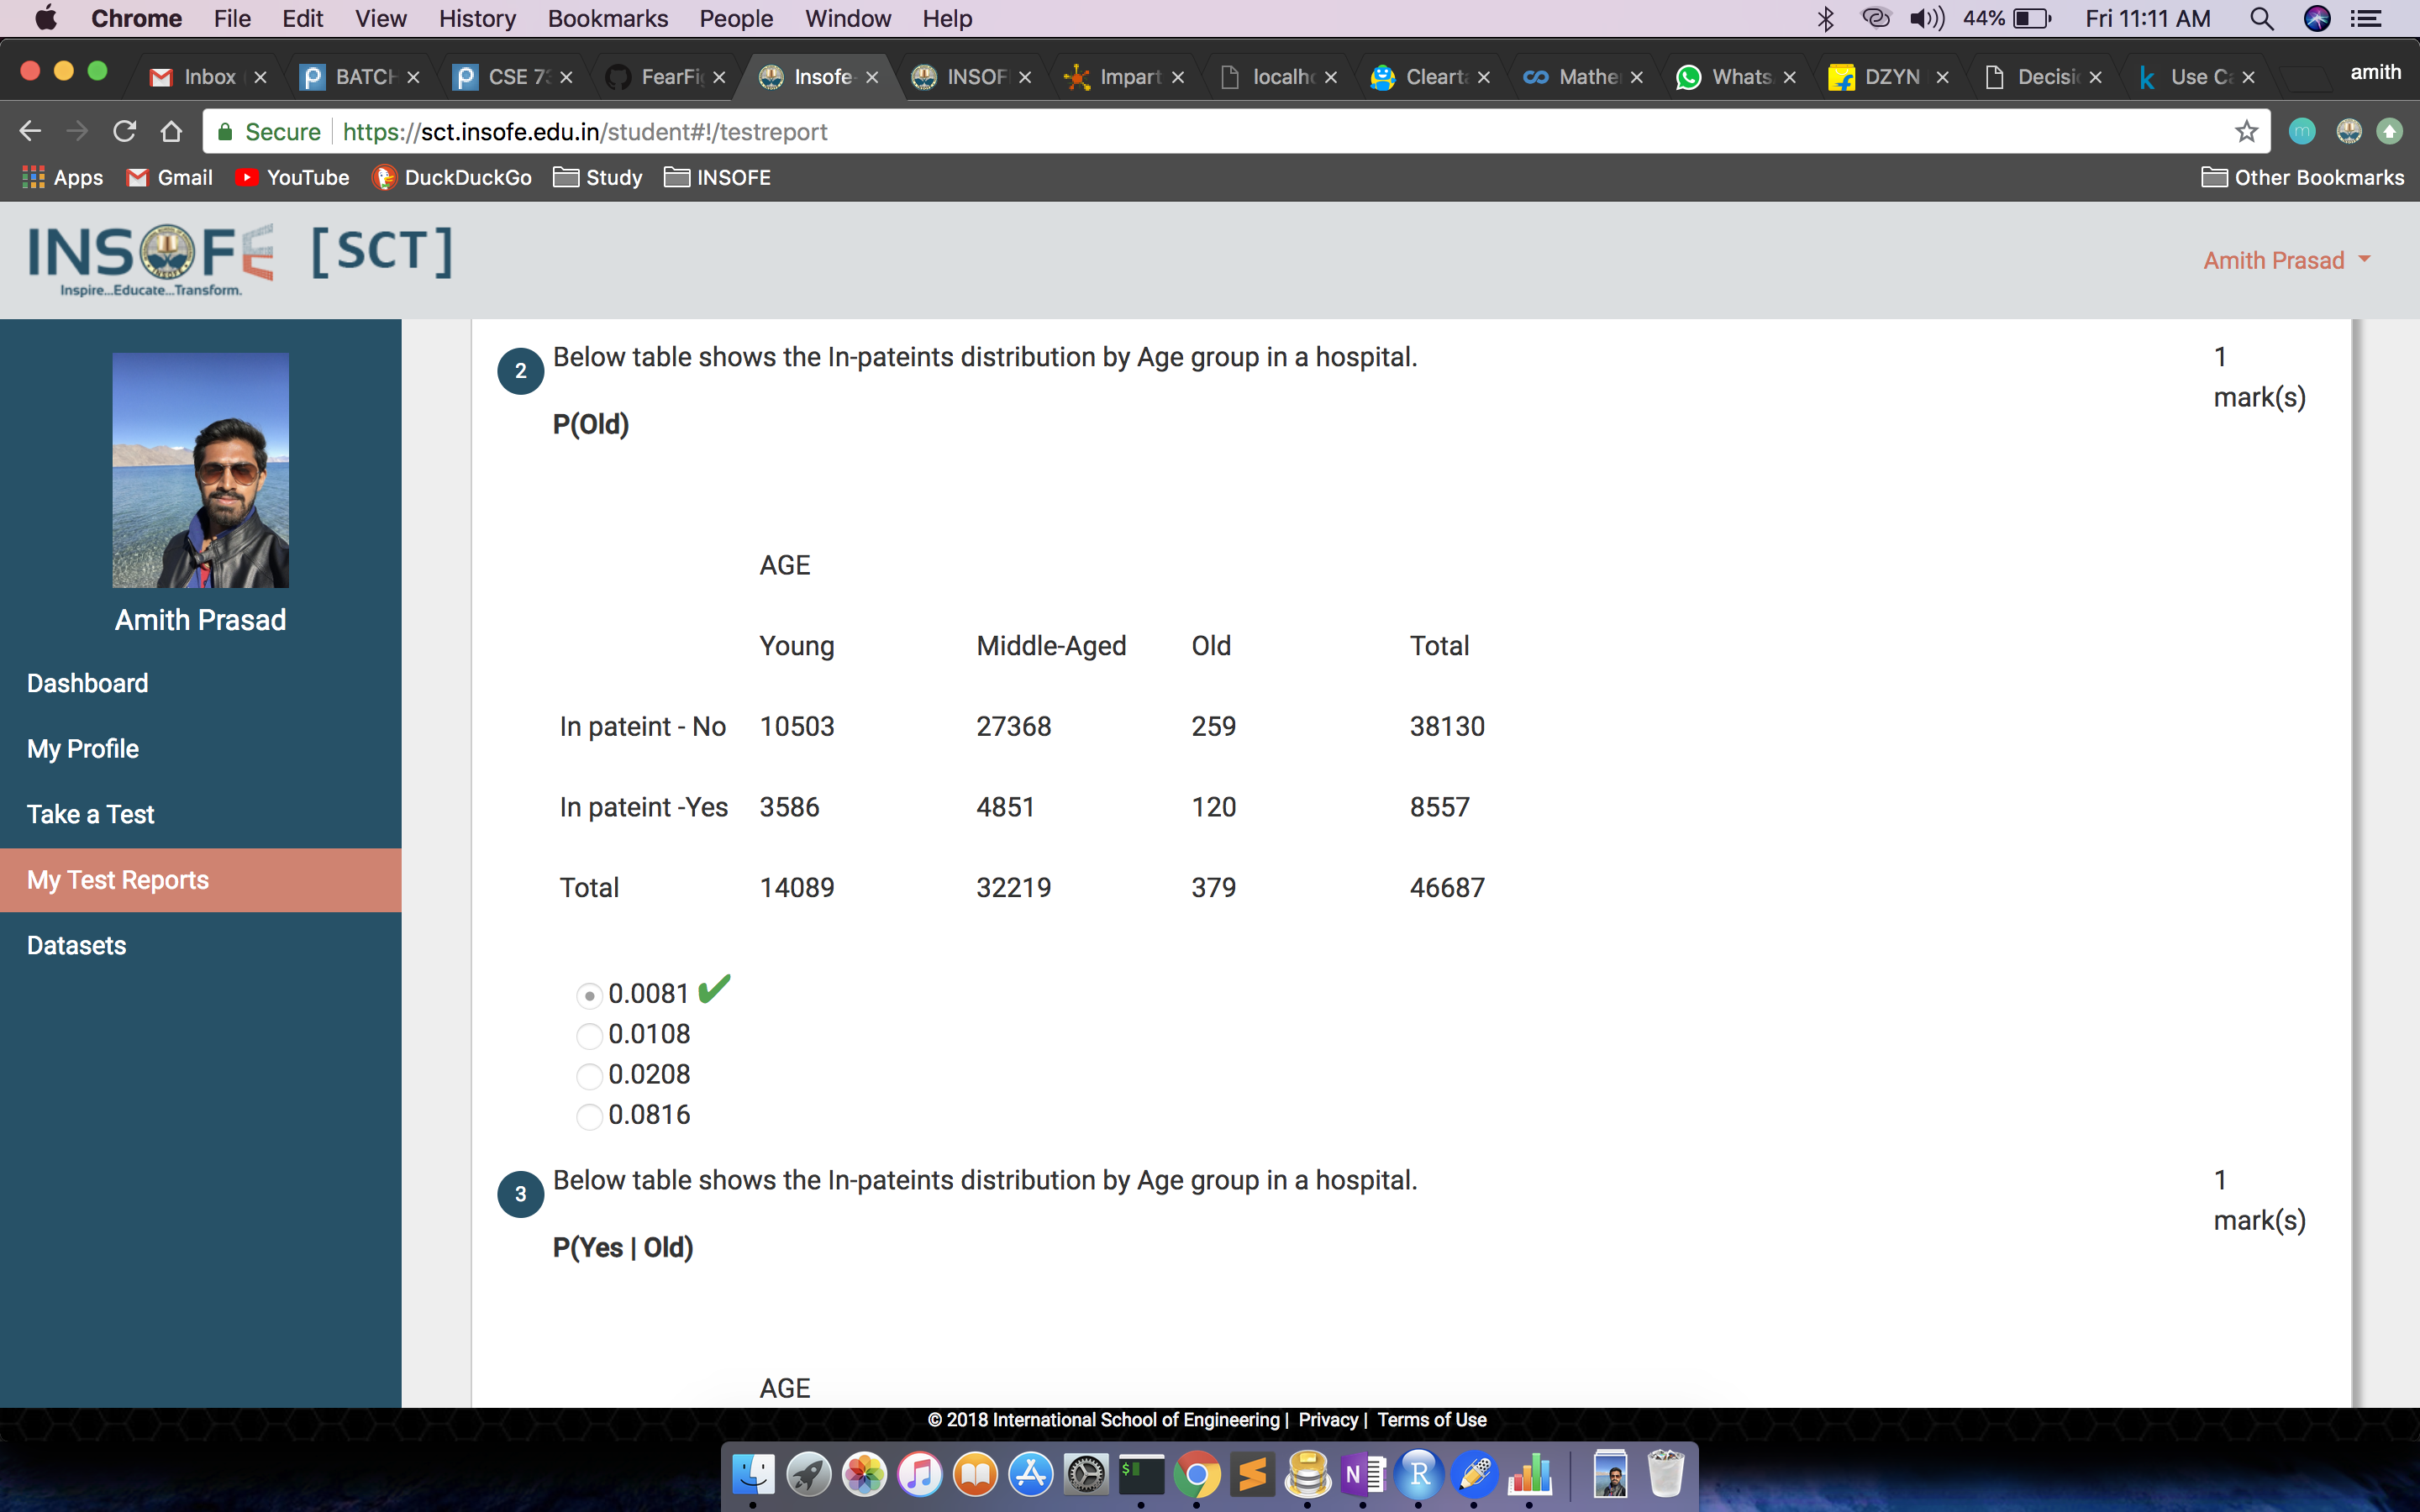 Chrome File Edit View History Bookmarks People Window Help 44% Fri 11:11 AM
Inbox BATCH CSE 73 FearFi Insofe- INSOF Impart localho Clearta Mathe Whats DZYN Decisi Use Ca amith
Secure https://sct.insofe.edu.in/student#!/testreport
Apps Gmail YouTube DuckDuckGo Study INSOFE Other Bookmarks
INSOFE [SCT]
Inspire...Educate...Transform.
Amith Prasad
Amith Prasad
Dashboard
My Profile
Take a Test
My Test Reports
Datasets
2 Below table shows the In-pateints distribution by Age group in a hospital. 1
mark(s)
P(Old)
AGE
Young Middle-Aged Old Total
In pateint - No 10503 27368 259 38130
In pateint -Yes 3586 4851 120 8557
Total 14089 32219 379 46687
0.0081
0.0108
0.0208
0.0816
3 Below table shows the In-pateints distribution by Age group in a hospital. 1
mark(s)
P(Yes | Old)
AGE
© 2018 International School of Engineering | Privacy | Terms of Use